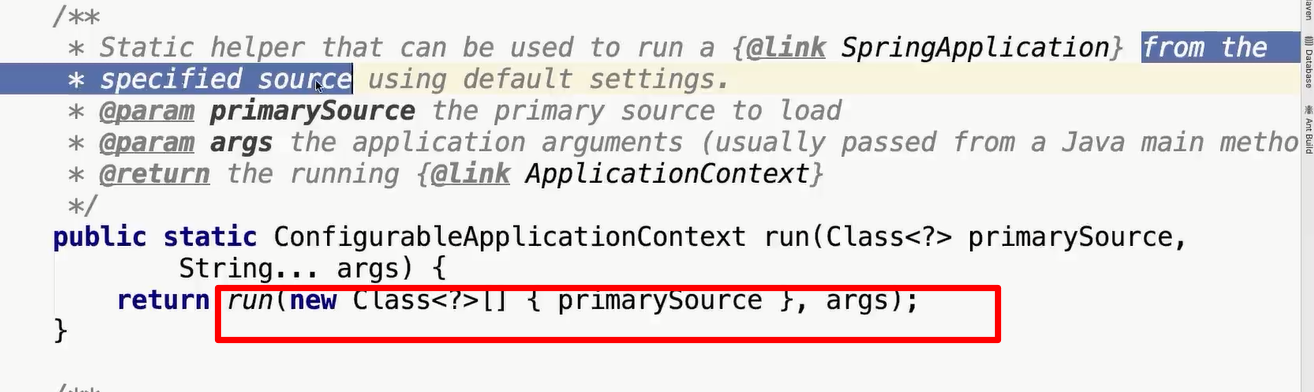 /**
* Static helper that can be used to run a {@link SpringApplication} from the
* specified source using default settings.
* @param primarySource the primary source to load
* @param args the application arguments (usually passed from a Java main metho
* @return the running {@link ApplicationContext}
*/
public static ConfigurableApplicationContext run(Class<?> primarySource,
String... args) {
return run(new Class<?>[] { primarySource }, args);
}
/**
Database
Ant Build